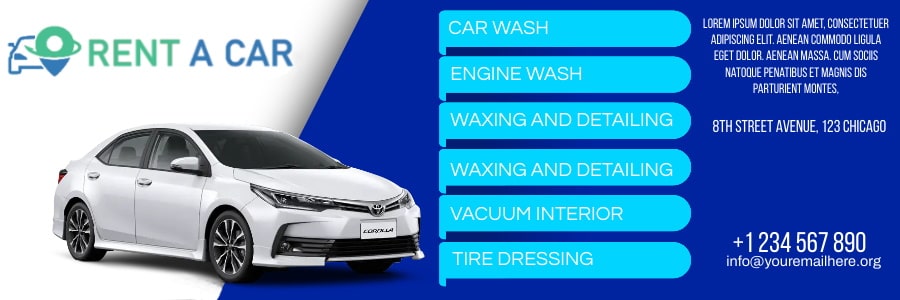 RENT A CAR
COROLLA
CAR WASH
ENGINE WASH
WAXING AND DETAILING
WAXING AND DETAILING
VACUUM INTERIOR
TIRE DRESSING
LOREM IPSUM DOLOR SIT AMET, CONSECTETUER
ADIPISCING ELIT. AENEAN COMMODO LIGULA
EGET DOLOR. AENEAN MASSA. CUM SOCIIS
NATOQUE PENATIBUS ET MAGNIS DIS
PARTURIENT MONTES,
8TH STREET AVENUE, 123 CHICAGO
+1 234 567 890
info@youremailhere.org